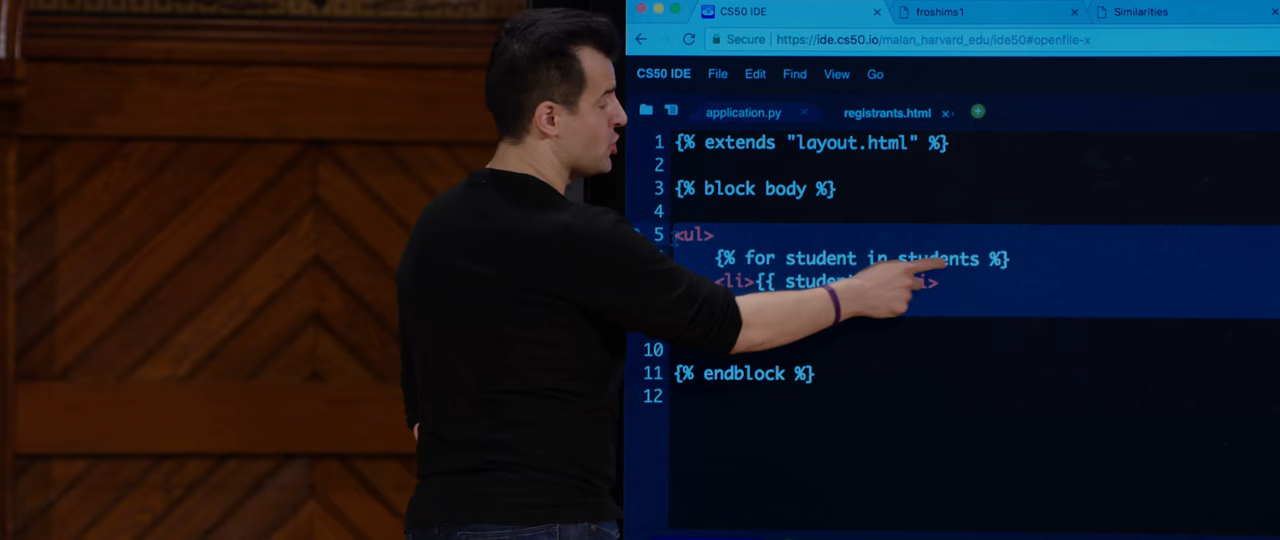 CS50 IDE froshims1 Similarities
Secure https://ide.cs50.io/malan_harvard_edu/ide50#openfile-x
CS50 IDE File Edit Find View Go
application.py registrants.html
1 {% extends "layout.html" %}
2
3 {% block body %}
4
5 <ul>
{% for student in students %}
<li>{{
10
11 {% endblock %}
12